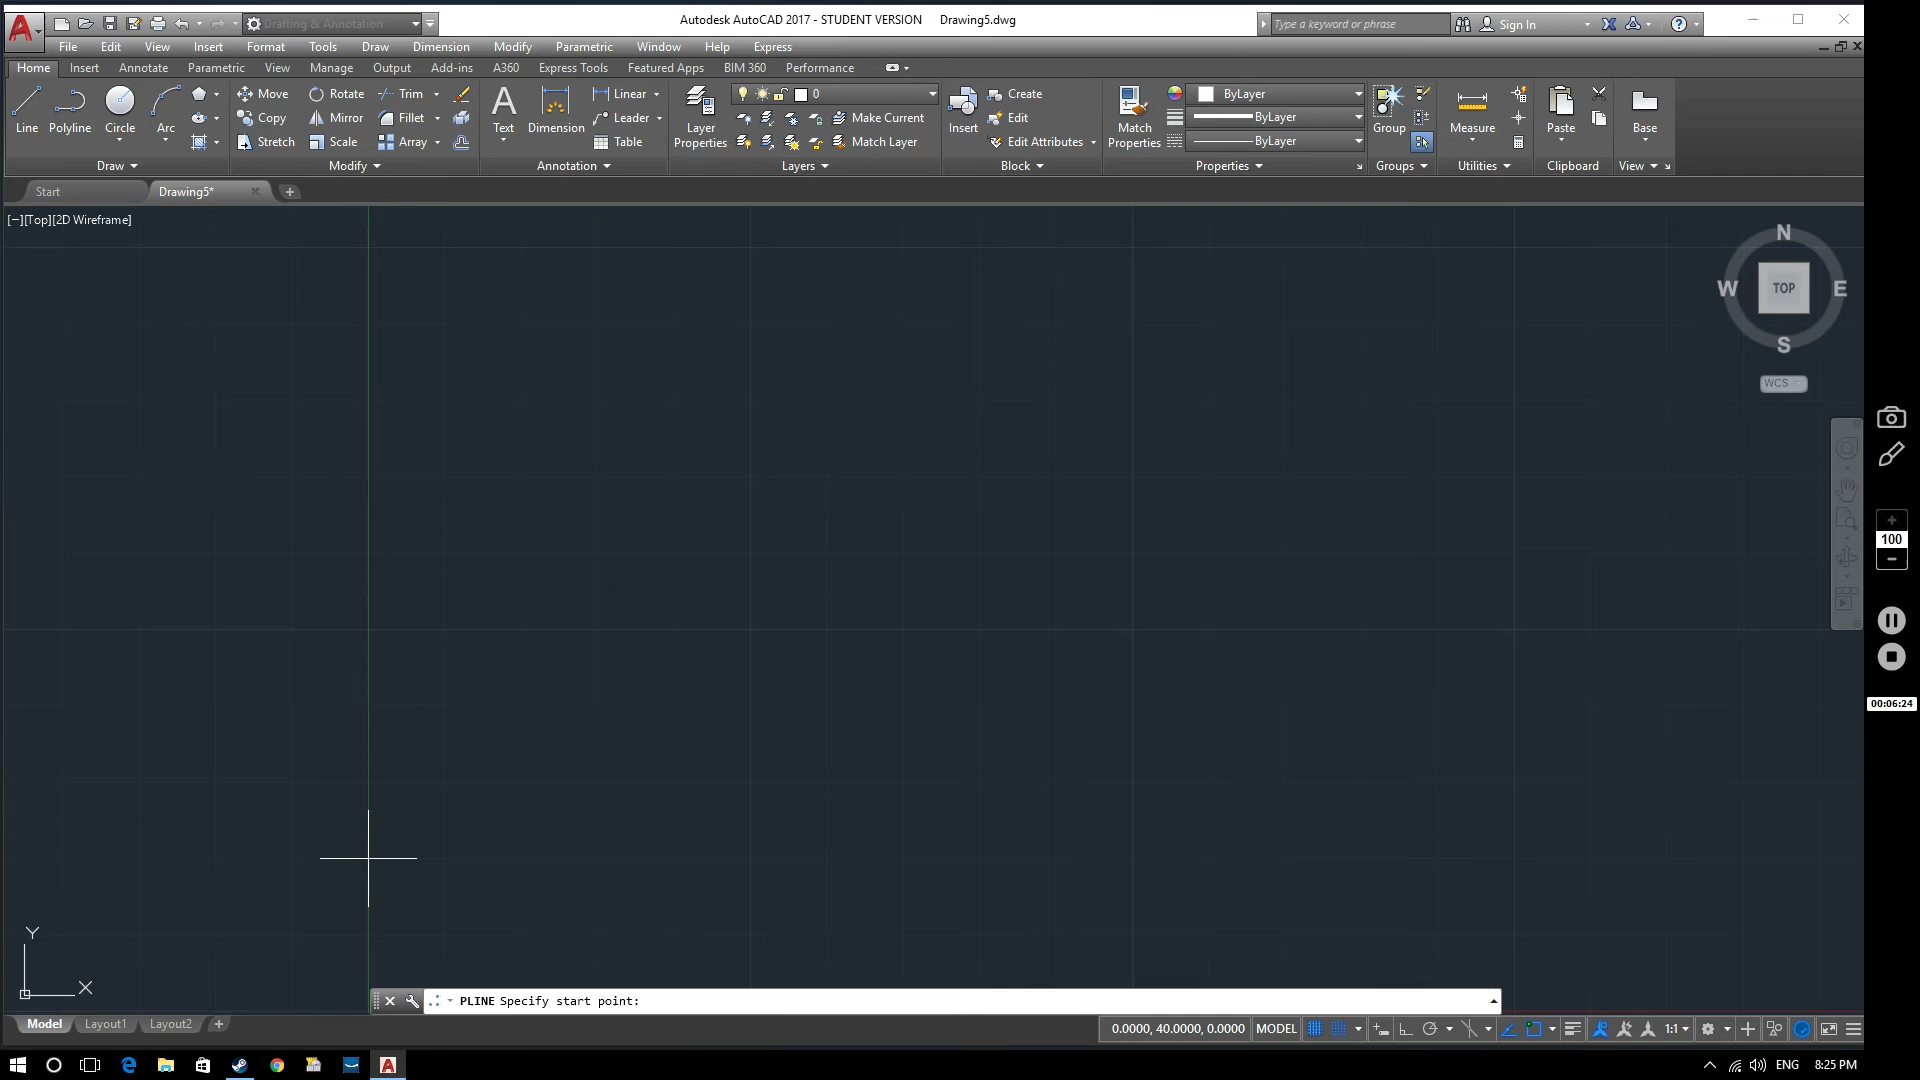 Drafting & Annotation
Autodesk AutoCAD 2017 - STUDENT VERSION Drawing5.dwg
Type a keyword or phrase
Sign In
File Edit View Insert Format Tools Draw Dimension Modify Parametric Window Help Express
Home Insert Annotate Parametric View Manage Output Add-ins A360 Express Tools Featured Apps BIM 360 Performance
Line Polyline Circle Arc
Draw
Move Rotate Trim
Copy Mirror Fillet
Stretch Scale Array
Modify
Text Dimension
Linear
Leader
Table
Annotation
Layer Properties
0
Make Current
Match Layer
Layers
Insert
Create
Edit
Edit Attributes
Block
Match Properties
ByLayer
ByLayer
ByLayer
Properties
Group
Groups
Measure
Utilities
Paste
Clipboard
Base
View
Start Drawing5*
[−][Top][2D Wireframe]
N
W TOP E
S
WCS
100
00:06:24
Y
X
PLINE Specify start point:
Model Layout1 Layout2
0.0000, 40.0000, 0.0000 MODEL 1:1
ENG 8:25 PM